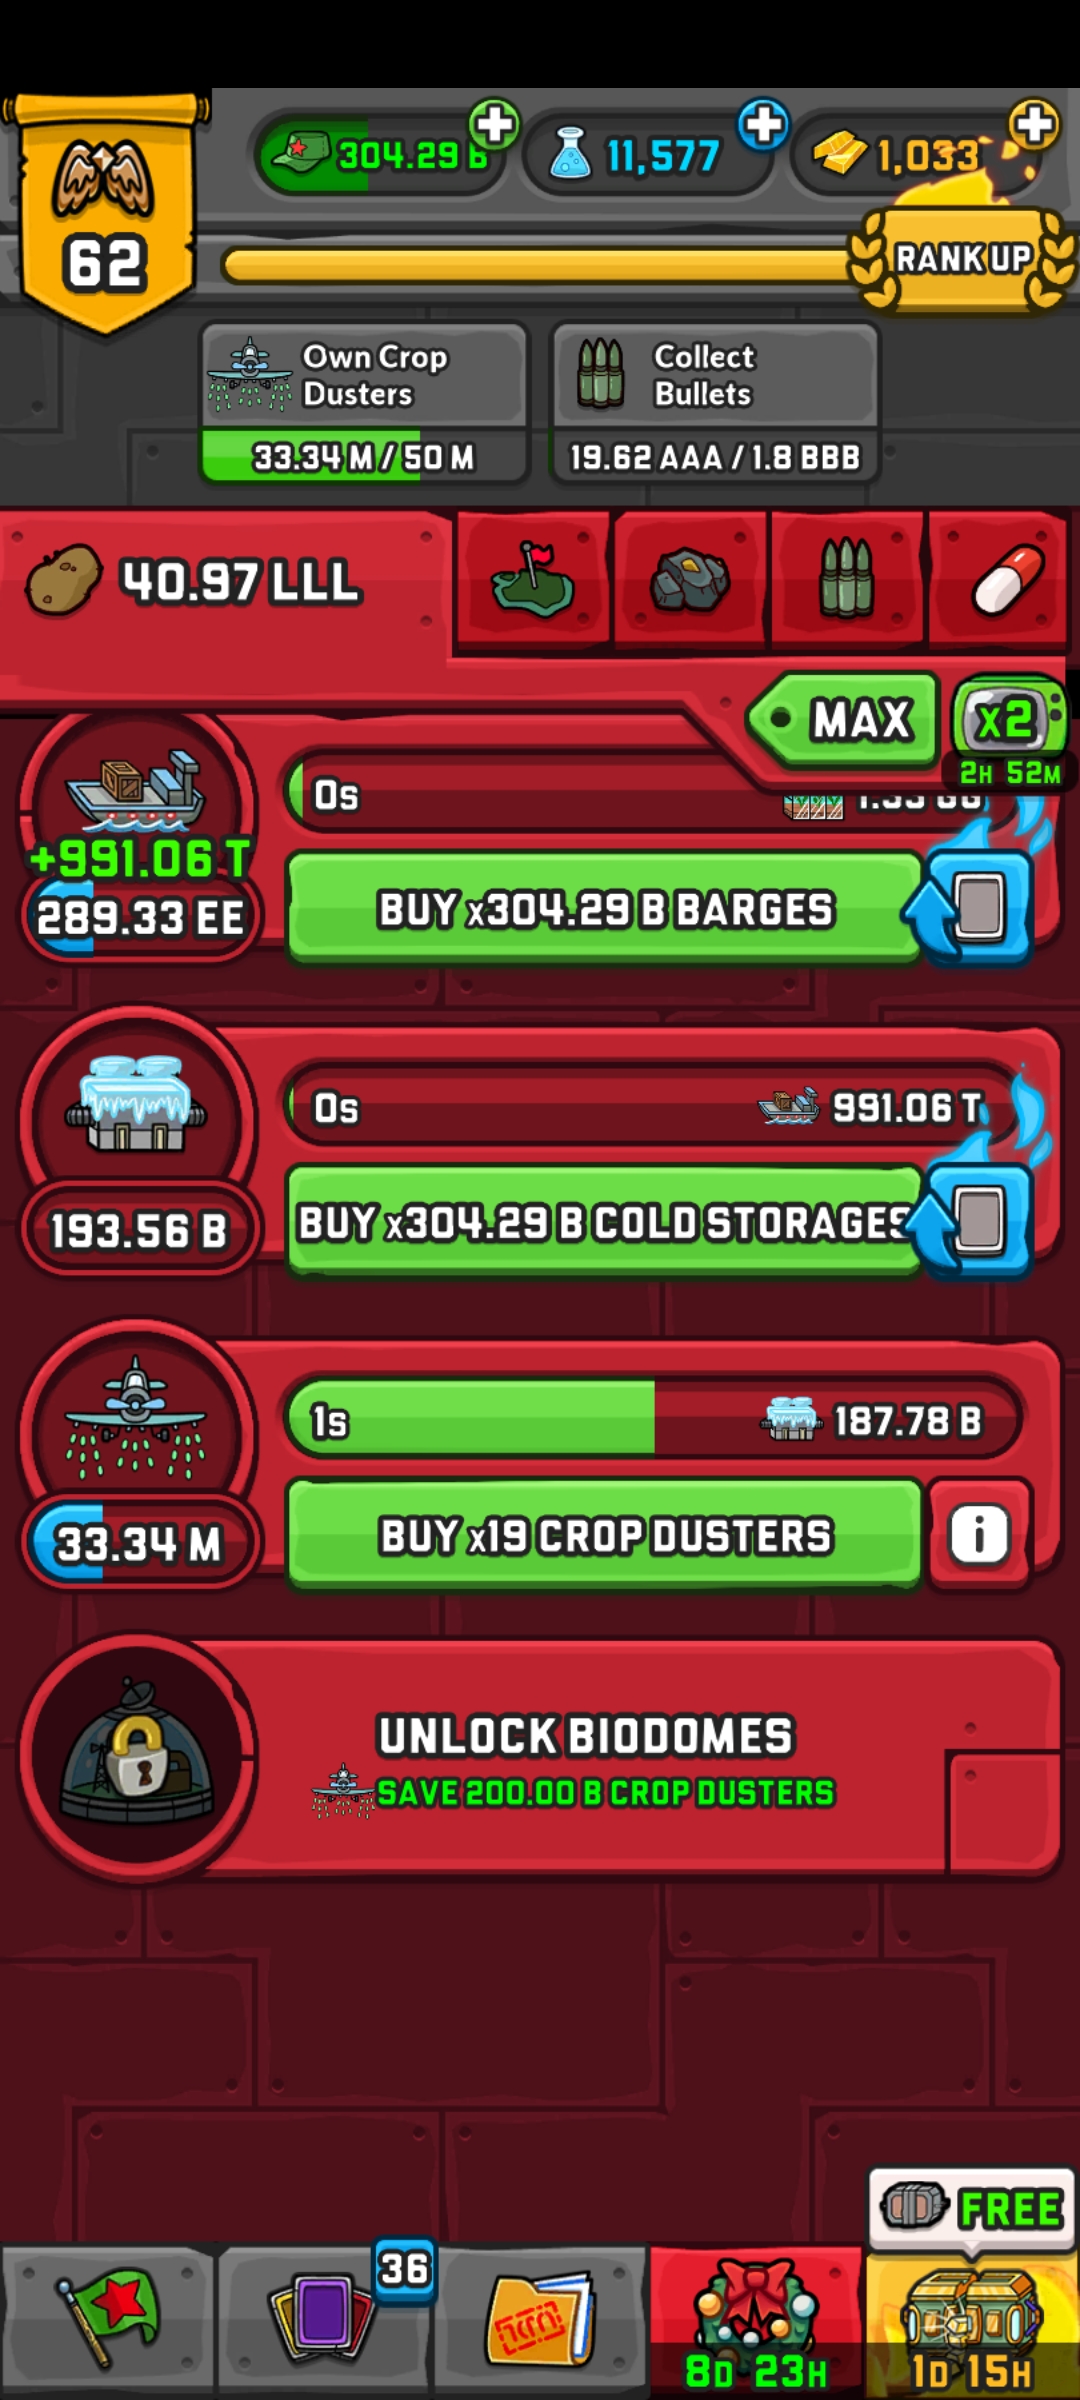 304.29 B
11,577
1,033
62
RANK UP
Own Crop
Dusters
33.34 M / 50 M
Collect
Bullets
19.62 AAA / 1.8 BBB
40.97 LLL
MAX
x2
2H 52M
0s
+991.06 T
289.33 EE
BUY x304.29 B BARGES
0s
991.06 T
193.56 B
BUY x304.29 B COLD STORAGES
1s
187.78 B
33.34 M
BUY x19 CROP DUSTERS
i
UNLOCK BIODOMES
SAVE 200.00 B CROP DUSTERS
FREE
36
8D 23H
1D 15H